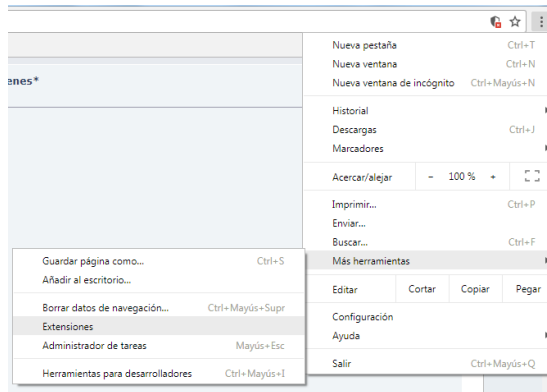 enes*
Nueva pestaña Ctrl+T
Nueva ventana Ctrl+N
Nueva ventana de incógnito Ctrl+Mayús+N
Historial
Descargas Ctrl+J
Marcadores
Acercar/alejar - 100 % +
Imprimir... Ctrl+P
Enviar...
Buscar... Ctrl+F
Más herramientas
Editar Cortar Copiar Pegar
Configuración
Ayuda
Salir Ctrl+Mayús+Q
Guardar página como... Ctrl+S
Añadir al escritorio...
Borrar datos de navegación... Ctrl+Mayús+Supr
Extensiones
Administrador de tareas Mayús+Esc
Herramientas para desarrolladores Ctrl+Mayús+I